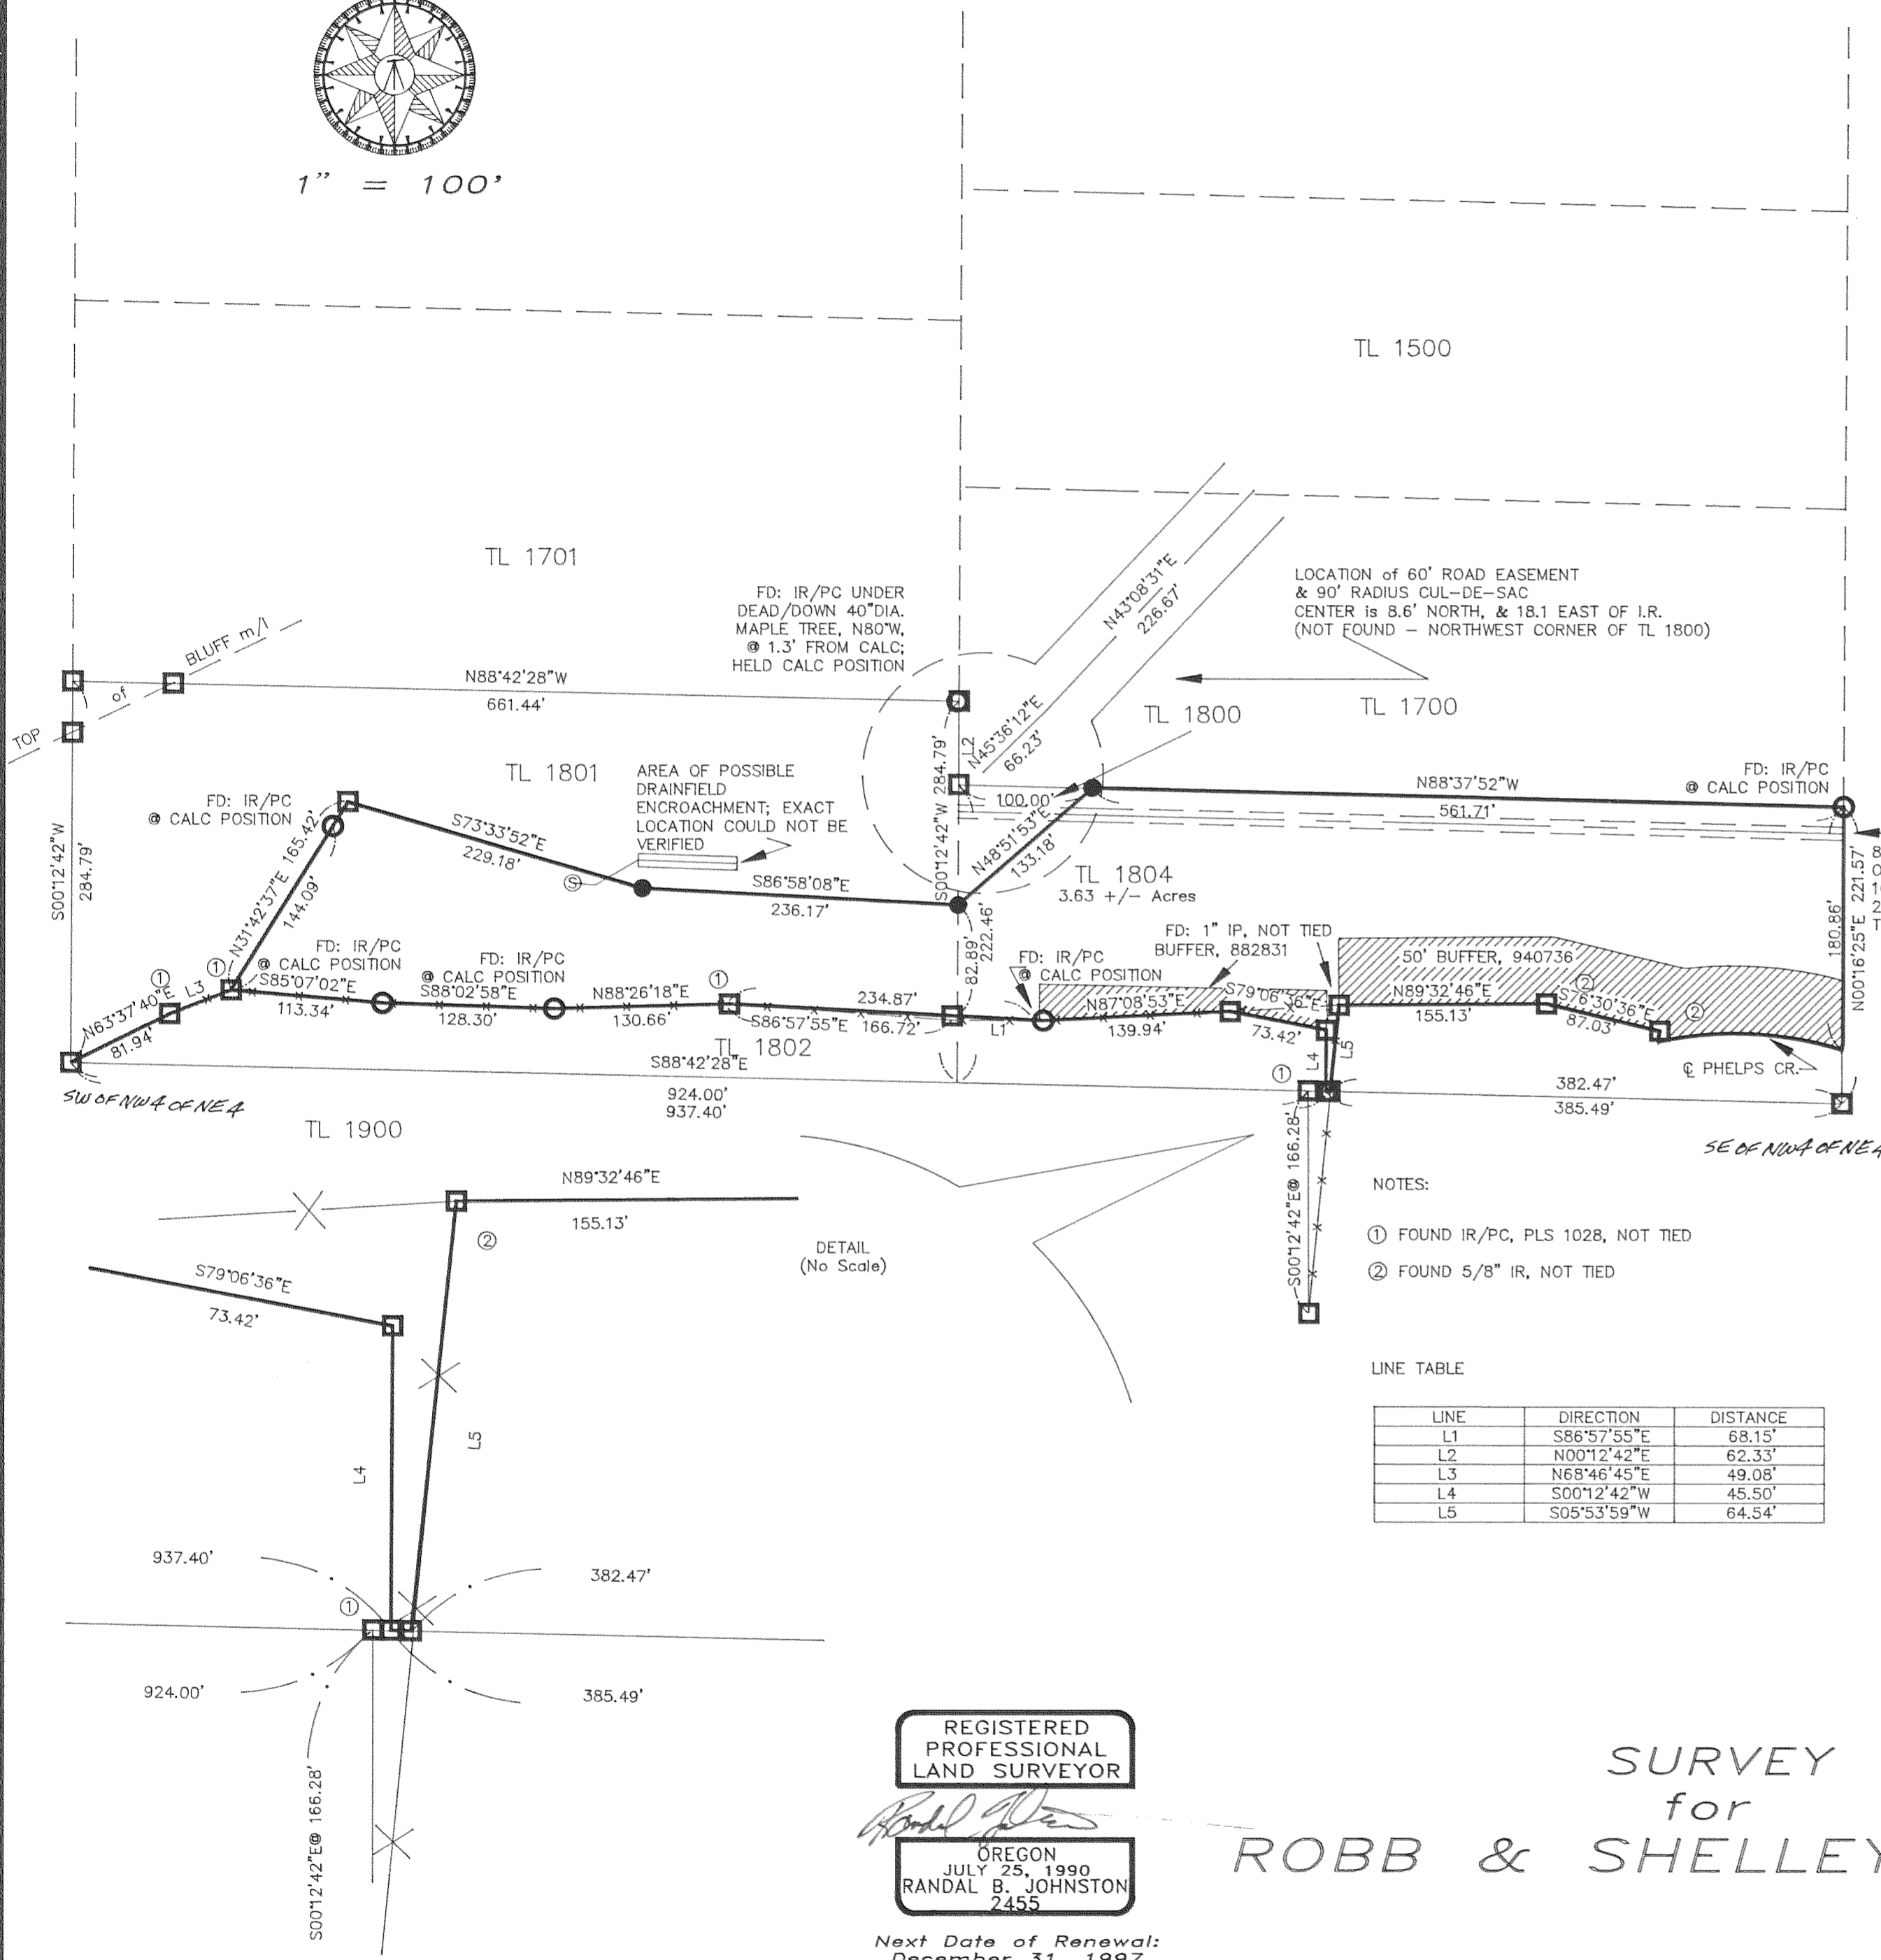 1" = 100'
TL 1500
TL 1701
FD: IR/PC UNDER
DEAD/DOWN 40"DIA.
MAPLE TREE, N80°W,
@ 1.3' FROM CALC;
HELD CALC POSITION
N43°08'31"E
226.67'
LOCATION of 60' ROAD EASEMENT
& 90' RADIUS CUL-DE-SAC
CENTER is 8.6' NORTH, & 18.1 EAST OF I.R.
(NOT FOUND - NORTHWEST CORNER OF TL 1800)
TOP of BLUFF m/l
N88°42'28"W
661.44'
TL 1800
TL 1700
L2
N45°36'12"E
66.23'
S00°12'42"W 284.79'
TL 1801
AREA OF POSSIBLE
DRAINFIELD
ENCROACHMENT; EXACT
LOCATION COULD NOT BE
VERIFIED
S
FD: IR/PC
@ CALC POSITION
N88°37'52"W
561.71'
FD: IR/PC
@ CALC POSITION
100.00'
S73°33'52"E
229.18'
N48°51'53"E
133.18'
S00°12'42"W
284.79'
N31°42'37"E 165.42'
144.09'
S86°58'08"E
236.17'
TL 1804
3.63 +/- Acres
N00°16'25"E 221.57'
180.86'
82.89'
222.46'
FD: 1" IP, NOT TIED
BUFFER, 882831
50' BUFFER, 940736
FD: IR/PC
@ CALC POSITION
FD: IR/PC
@ CALC POSITION
FD: IR/PC
@ CALC POSITION
N63°37'40"E
81.94'
①
L3
①
S85°07'02"E
113.34'
S88°02'58"E
128.30'
N88°26'18"E
130.66'
①
234.87'
S86°57'55"E 166.72'
L1
N87°08'53"E
139.94'
S79°06'36"E
73.42'
N89°32'46"E
155.13'
②
S76°30'36"E
87.03'
②
L4
L5
℄ PHELPS CR.
TL 1802
S88°42'28"E
924.00'
937.40'
①
382.47'
385.49'
SW OF NW4 OF NE4
SE OF NW4 OF NE4
TL 1900
S00°12'42"E@ 166.28'
N89°32'46"E
155.13'
②
DETAIL
(No Scale)
S79°06'36"E
73.42'
L4
L5
937.40'
①
382.47'
924.00'
385.49'
S00°12'42"E@ 166.28'
NOTES:
① FOUND IR/PC, PLS 1028, NOT TIED
② FOUND 5/8" IR, NOT TIED
LINE TABLE
LINE DIRECTION DISTANCE
L1 S86°57'55"E 68.15'
L2 N00°12'42"E 62.33'
L3 N68°46'45"E 49.08'
L4 S00°12'42"W 45.50'
L5 S05°53'59"W 64.54'
REGISTERED
PROFESSIONAL
LAND SURVEYOR
OREGON
JULY 25, 1990
RANDAL B. JOHNSTON
2455
Next Date of Renewal:
December 31, 1997
SURVEY
for
ROBB & SHELLEY